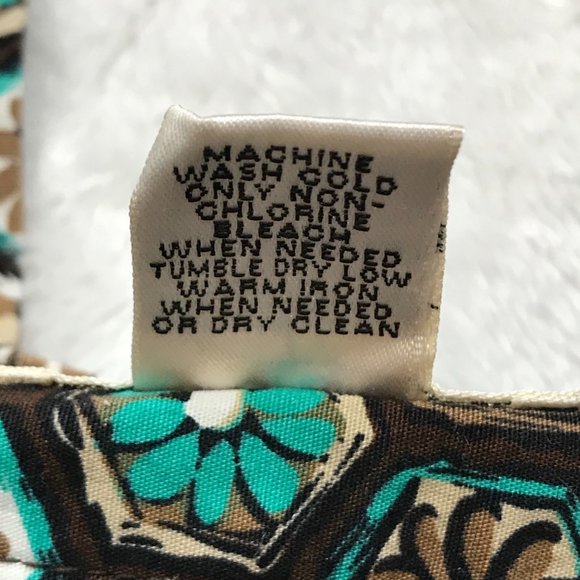 MACHINE
WASH COLD
ONLY NON-
CHLORINE
BLEACH
WHEN NEEDED
TUMBLE DRY LOW
WARM IRON
WHEN NEEDED
OR DRY CLEAN